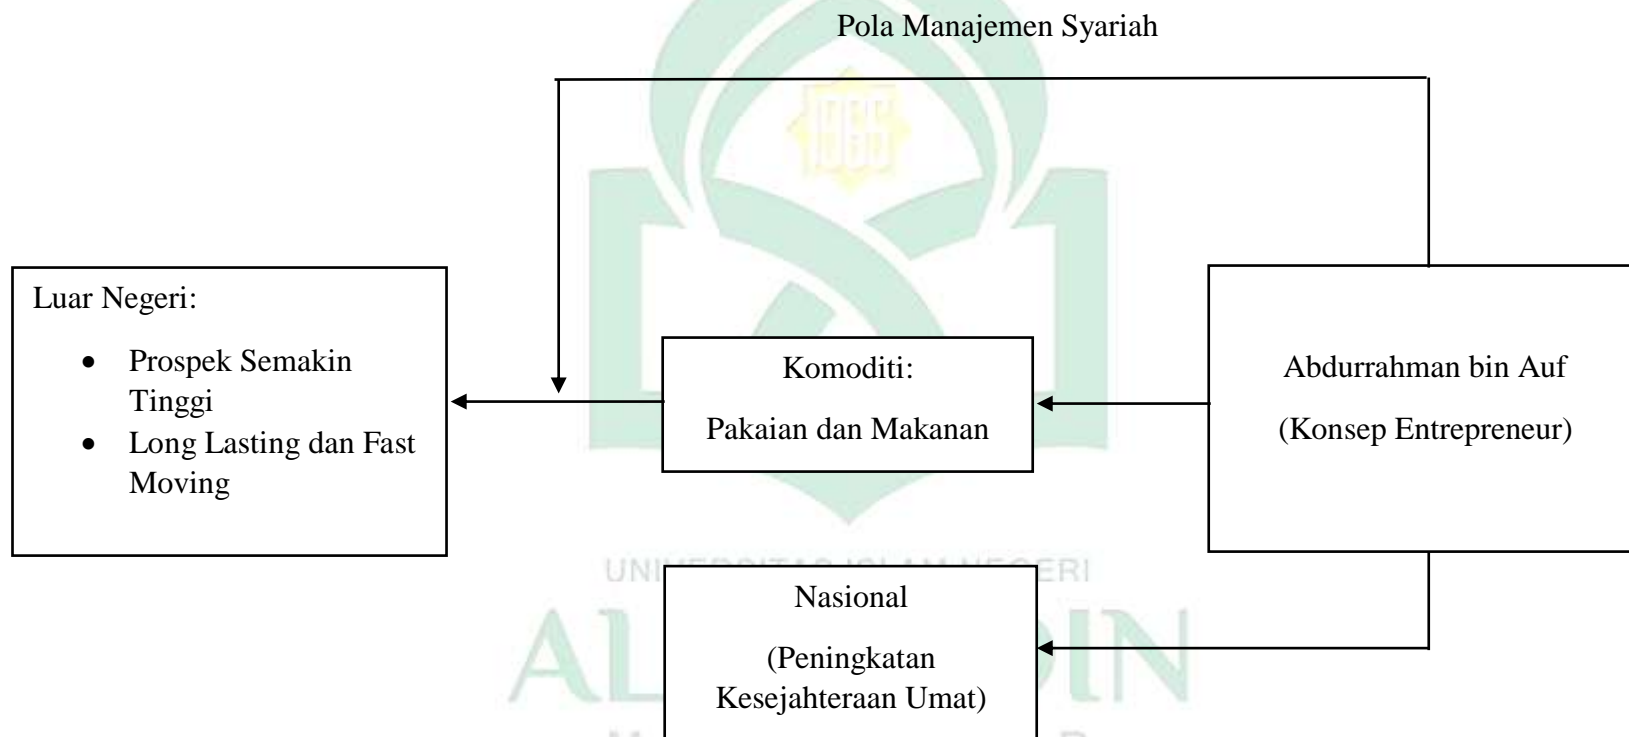 Pola Manajemen Syariah
1965
Luar Negeri:
• Prospek Semakin
Tinggi
• Long Lasting dan Fast
Moving
Komoditi:
Pakaian dan Makanan
Abdurrahman bin Auf
(Konsep Entrepreneur)
Nasional
(Peningkatan
Kesejahteraan Umat)